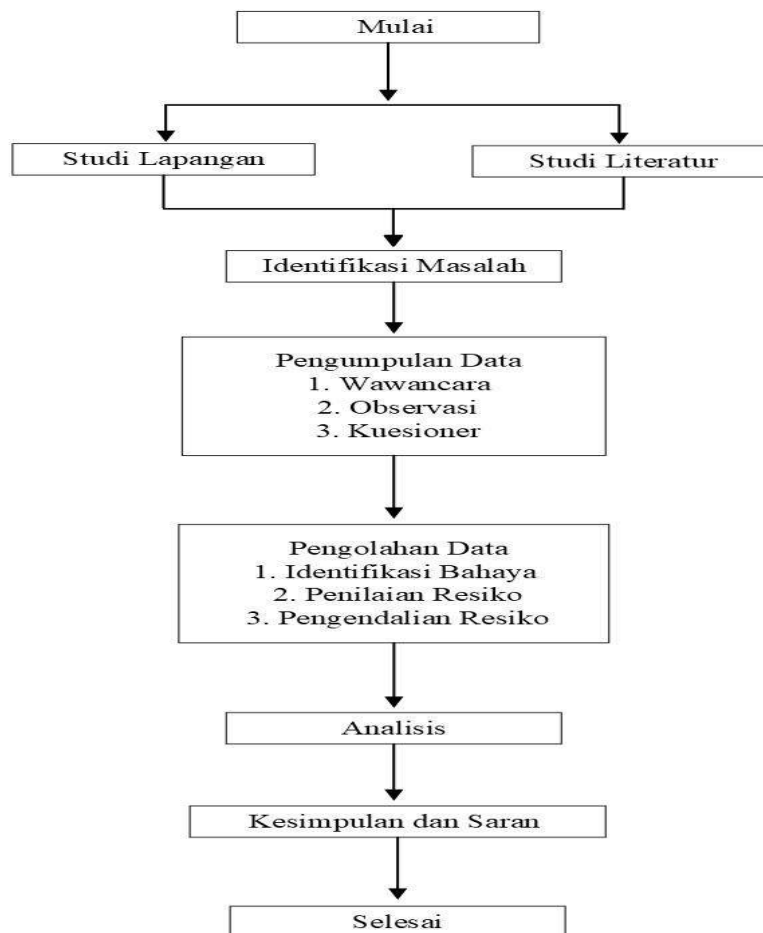 Mulai
Studi Lapangan
Studi Literatur
Identifikasi Masalah
Pengumpulan Data
1. Wawancara
2. Observasi
3. Kuesioner
Pengolahan Data
1. Identifikasi Bahaya
2. Penilaian Resiko
3. Pengendalian Resiko
Analisis
Kesimpulan dan Saran
Selesai